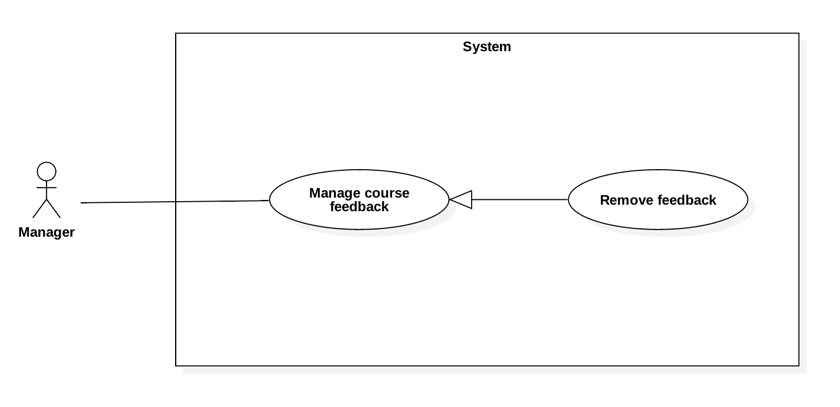 System
Manage course
feedback
Remove feedback
Manager